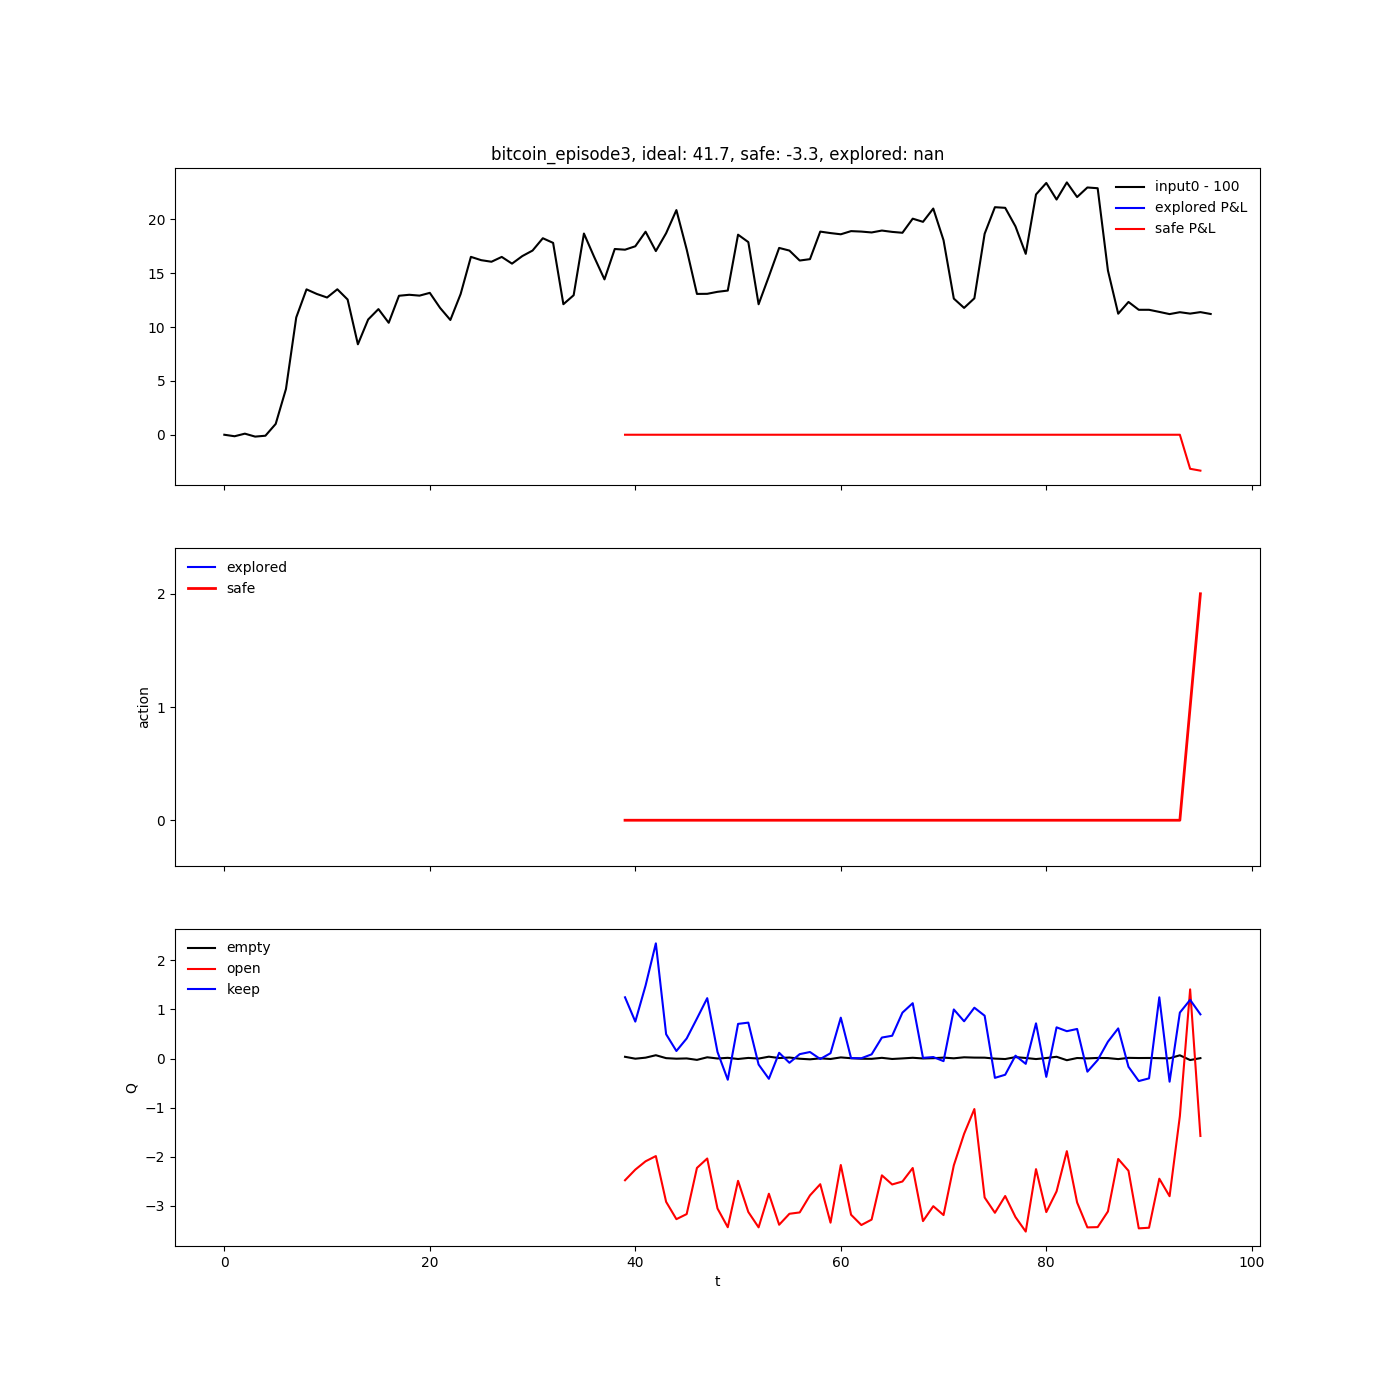 bitcoin_episode3, ideal: 41.7, safe: -3.3, explored: nan
input0 - 100
explored P&L
safe P&L
20
15
10
5
0
explored
safe
2
1
0
action
empty
open
keep
2
1
0
−1
−2
−3
Q
0 20 40 60 80 100
t